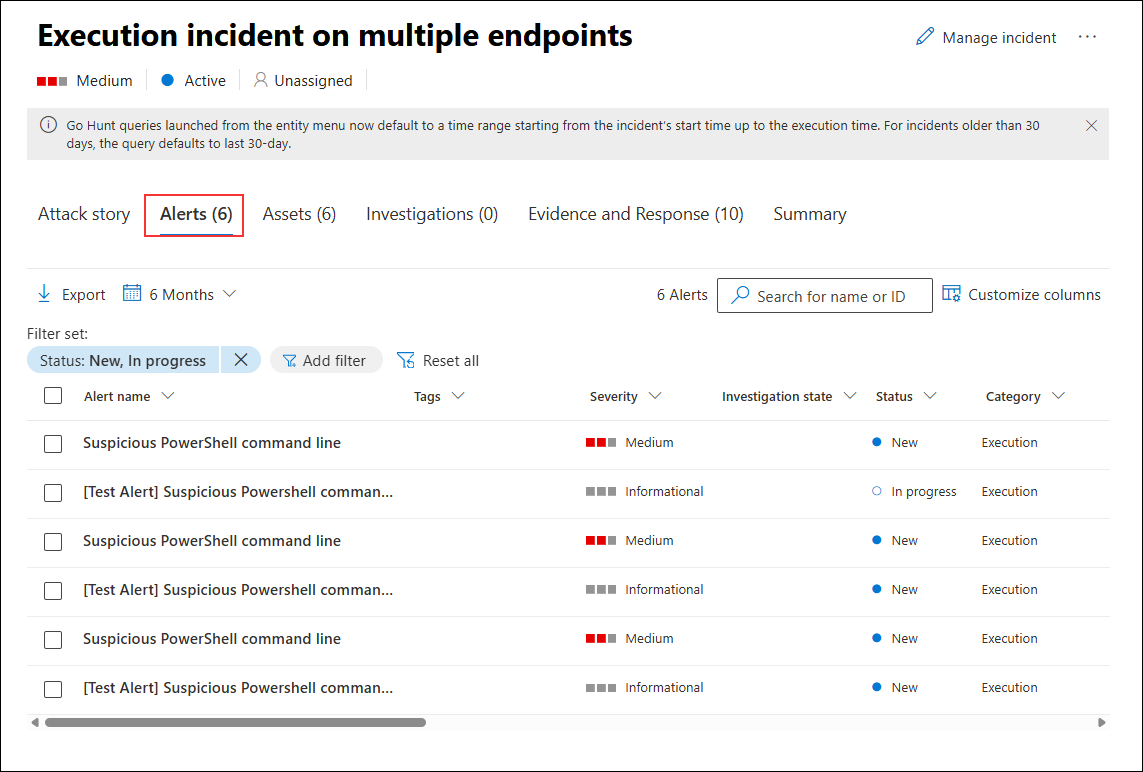 Execution incident on multiple endpoints
Manage incident ...
Medium Active Unassigned
Go Hunt queries launched from the entity menu now default to a time range starting from the incident's start time up to the execution time. For incidents older than 30
days, the query defaults to last 30-day.
Attack story Alerts (6) Assets (6) Investigations (0) Evidence and Response (10) Summary
Export 6 Months 6 Alerts Search for name or ID Customize columns
Filter set:
Status: New, In progress Add filter Reset all
Alert name Tags Severity Investigation state Status Category
Suspicious PowerShell command line Medium New Execution
[Test Alert] Suspicious Powershell comman... Informational In progress Execution
Suspicious PowerShell command line Medium New Execution
[Test Alert] Suspicious Powershell comman... Informational New Execution
Suspicious PowerShell command line Medium New Execution
[Test Alert] Suspicious Powershell comman... Informational New Execution